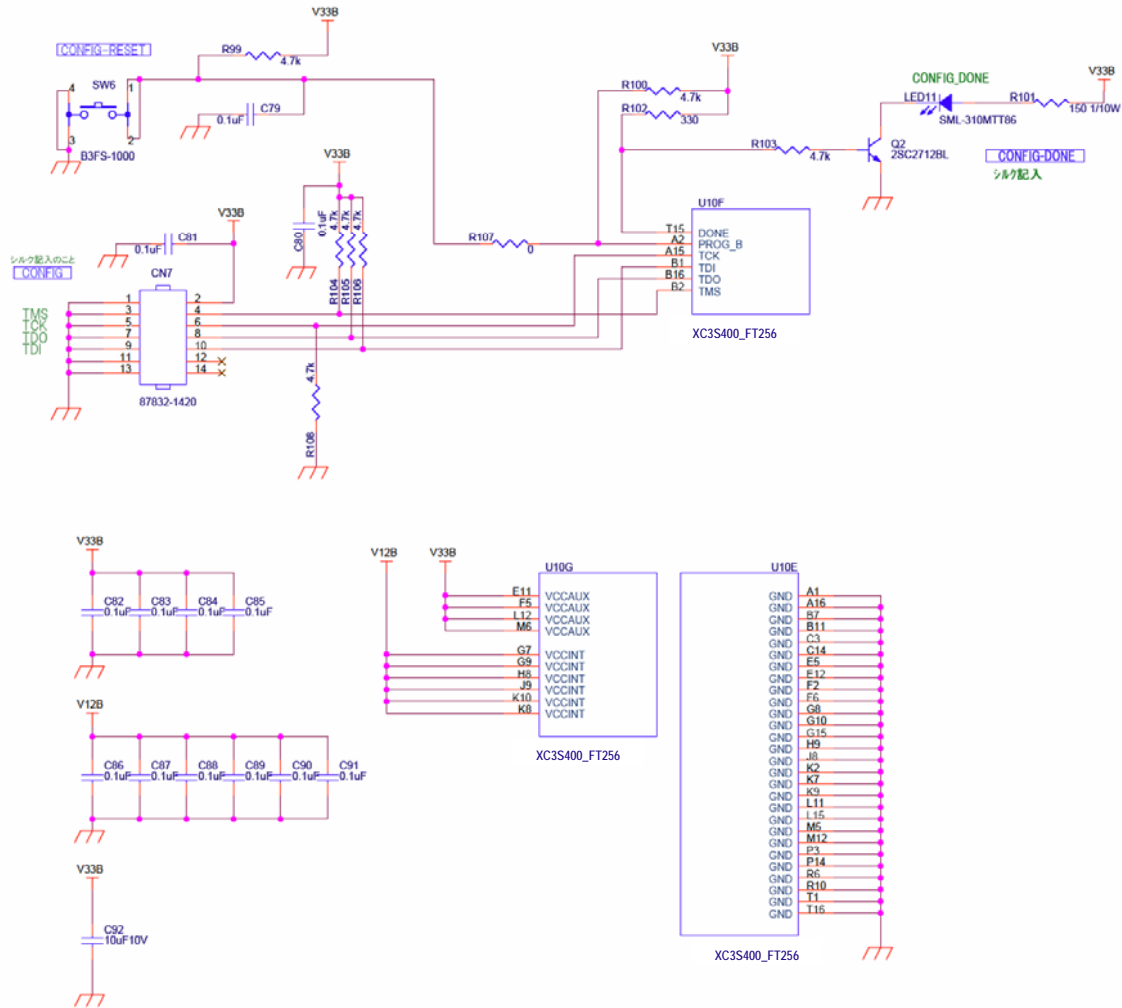 V33B
CONFIG-RESET
R99
4.7k
SW6
4
1
3
2
B3FS-1000
C79
0.1uF
V33B
R100
4.7k
R102
330
CONFIG_DONE
V33B
LED11
R101
150 1/10W
SML-310MTT86
R103
4.7k
Q2
2SC2712BL
CONFIG-DONE
シルク記入
V33B
C80
0.1uF
4.7k
4.7k
4.7k
R104
R105
R106
V33B
C81
0.1uF
シルク記入のこと
CONFIG
CN7
TMS
TCK
TDO
TDI
1
2
3
4
5
6
7
8
9
10
11
12
13
14
87832-1420
4.7k
R108
R107
0
U10F
T15
DONE
A2
PROG_B
A15
TCK
B1
TDI
B16
TDO
B2
TMS
XC3S400_FT256
V33B
C82
0.1uF
C83
0.1uF
C84
0.1uF
C85
0.1uF
V12B
C86
0.1uF
C87
0.1uF
C88
0.1uF
C89
0.1uF
C90
0.1uF
C91
0.1uF
V33B
C92
10uF10V
V12B
V33B
U10G
E11
VCCAUX
F5
VCCAUX
L12
VCCAUX
M6
VCCAUX
G7
VCCINT
G9
VCCINT
H8
VCCINT
J9
VCCINT
K10
VCCINT
K8
VCCINT
XC3S400_FT256
U10E
GND
A1
GND
A16
GND
B7
GND
B11
GND
C3
GND
C14
GND
E5
GND
E12
GND
F2
GND
F6
GND
G8
GND
G10
GND
G15
GND
H9
GND
J8
GND
K2
GND
K7
GND
K9
GND
L11
GND
L15
GND
M5
GND
M12
GND
P3
GND
P14
GND
R6
GND
R10
GND
T1
GND
T16
XC3S400_FT256